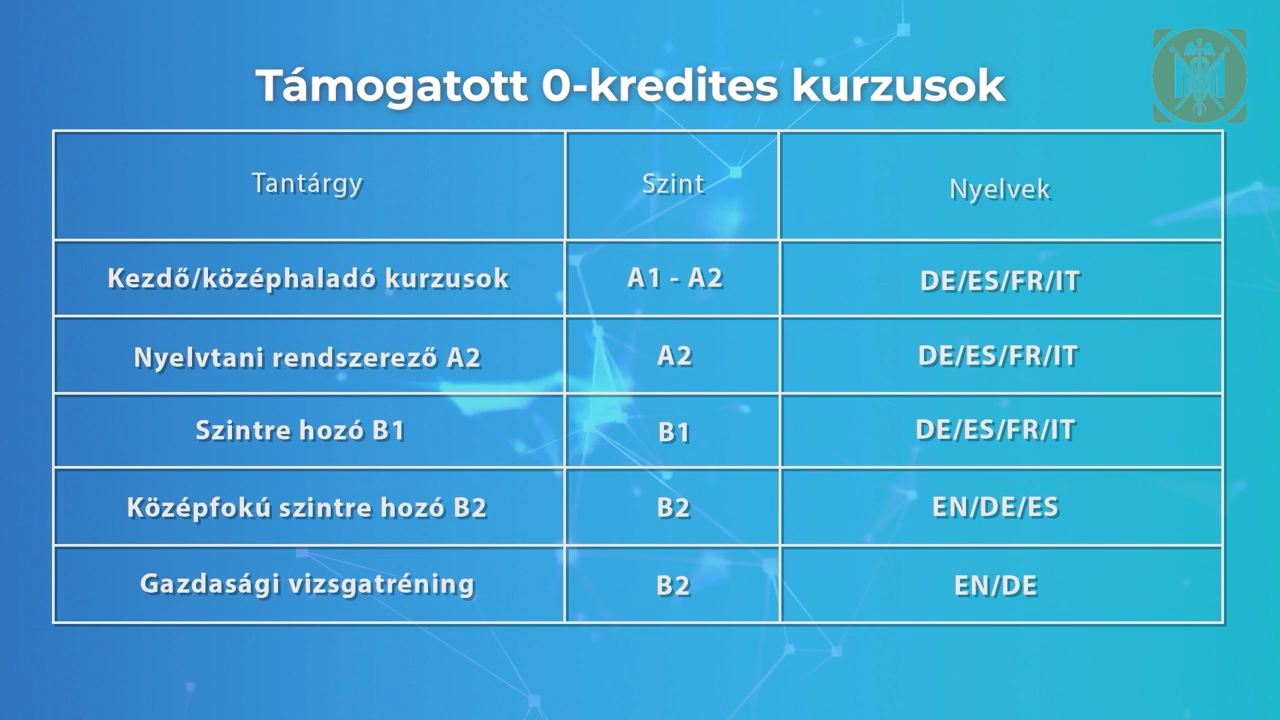 Támogatott 0-kredites kurzusok
Tantárgy Szint Nyelvek
Kezdő/középhaladó kurzusok A1 - A2 DE/ES/FR/IT
Nyelvtani rendszerező A2 A2 DE/ES/FR/IT
Szintre hozó B1 B1 DE/ES/FR/IT
Középfokú szintre hozó B2 B2 EN/DE/ES
Gazdasági vizsgatréning B2 EN/DE